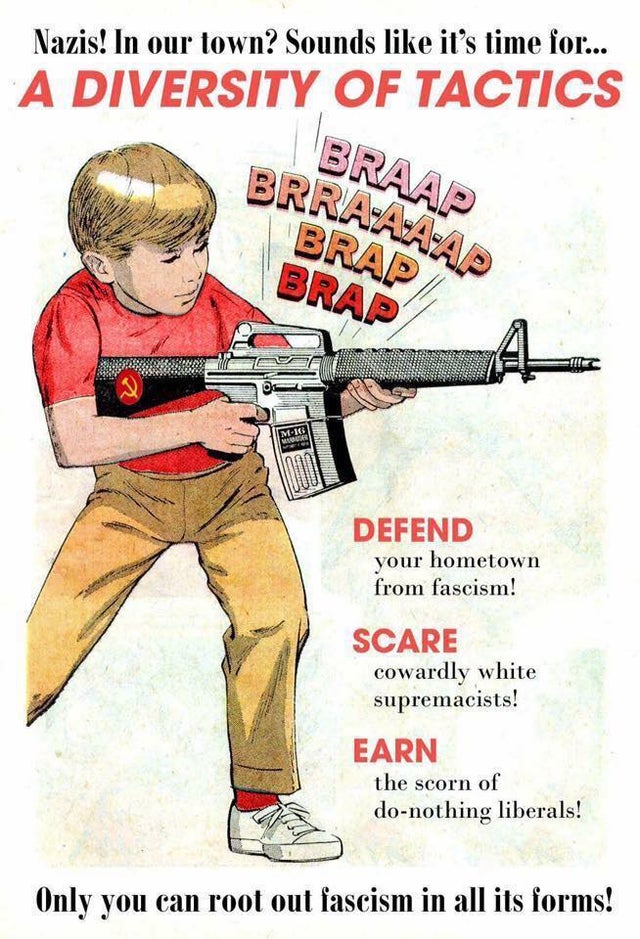 Nazis! In our town? Sounds like it's time for...
A DIVERSITY OF TACTICS
BRAAP
BRRA-A-A-AP
BRAP
BRAP
M-16
MARAUDER
DEFEND
your hometown
from fascism!
SCARE
cowardly white
supremacists!
EARN
the scorn of
do-nothing liberals!
Only you can root out fascism in all its forms!